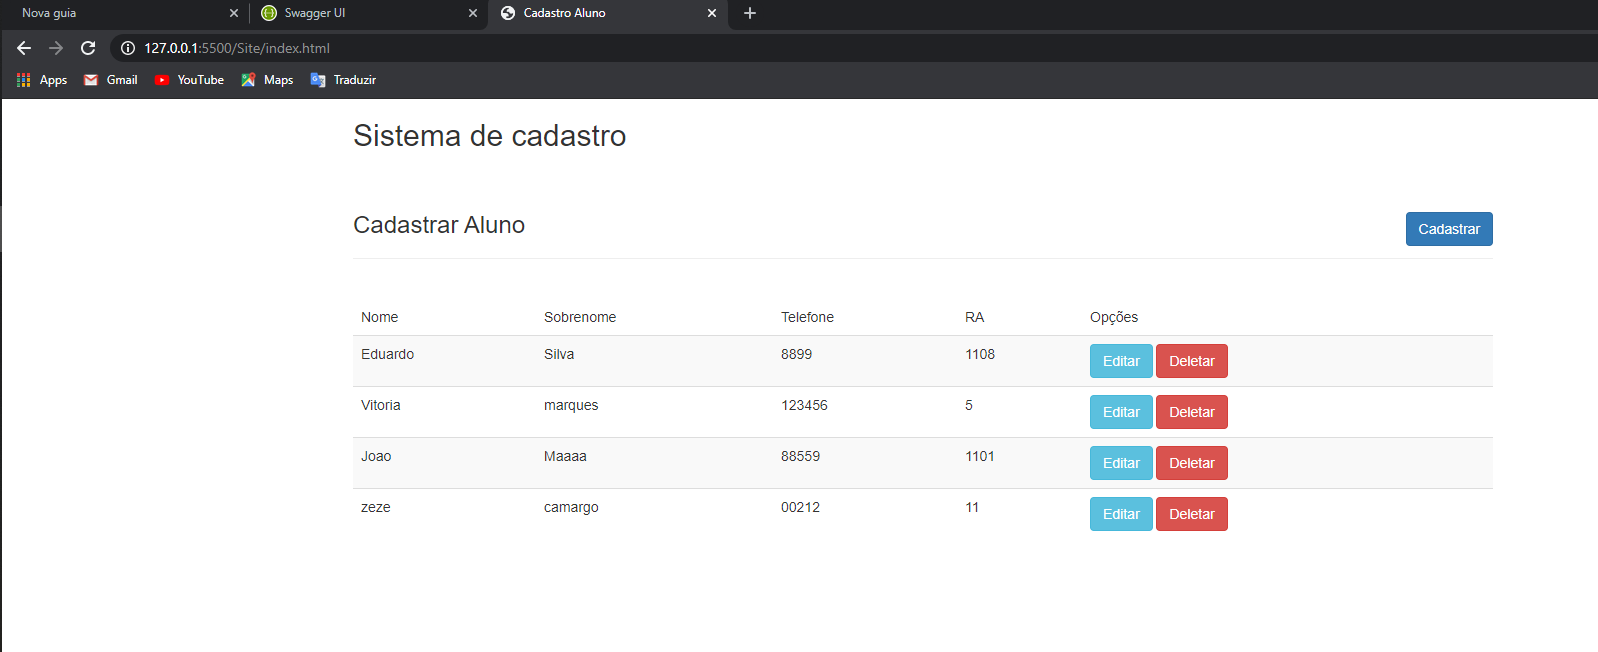 Nova guia Swagger UI Cadastro Aluno
127.0.0.1:5500/Site/index.html
Apps Gmail YouTube Maps Traduzir
Sistema de cadastro
Cadastrar Aluno Cadastrar
Nome Sobrenome Telefone RA Opções
Eduardo Silva 8899 1108 Editar Deletar
Vitoria marques 123456 5 Editar Deletar
Joao Maaaa 88559 1101 Editar Deletar
zeze camargo 00212 11 Editar Deletar